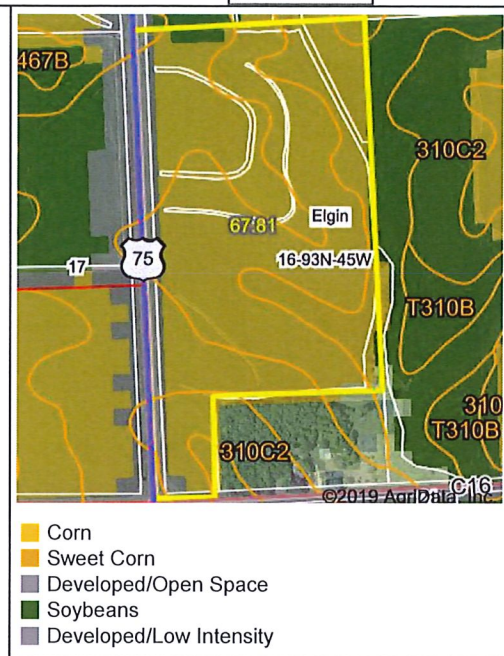 467B
310C2
67.81
Elgin
75
17
16-93N-45W
T310B
310
T310B
310C2
C16
©2019 AgriData, Inc.
Corn
Sweet Corn
Developed/Open Space
Soybeans
Developed/Low Intensity